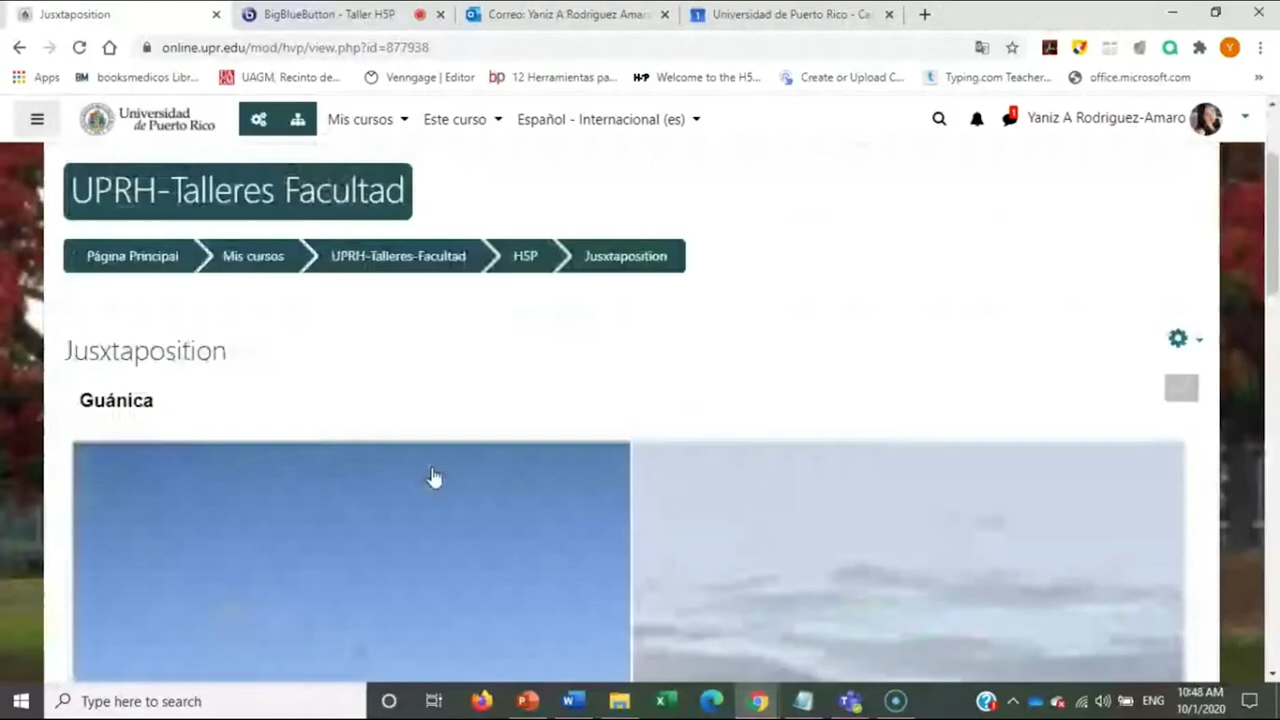 Jusxtaposition
BigBlueButton - Taller H5P
Correo: Yaniz A Rodriguez Amar
Universidad de Puerto Rico - Ca
online.upr.edu/mod/hvp/view.php?id=877938
Apps
booksmedicos Libr...
UAGM, Recinto de...
Venngage | Editor
12 Herramientas pa...
Welcome to the H5...
Create or Upload C...
Typing.com Teacher...
office.microsoft.com
Universidad
de Puerto Rico
Mis cursos
Este curso
Español - Internacional (es)
Yaniz A Rodriguez-Amaro
UPRH-Talleres Facultad
Página Principal
Mis cursos
UPRH-Talleres-Facultad
H5P
Jusxtaposition
Jusxtaposition
Guánica
Type here to search
ENG
10:48 AM
10/1/2020